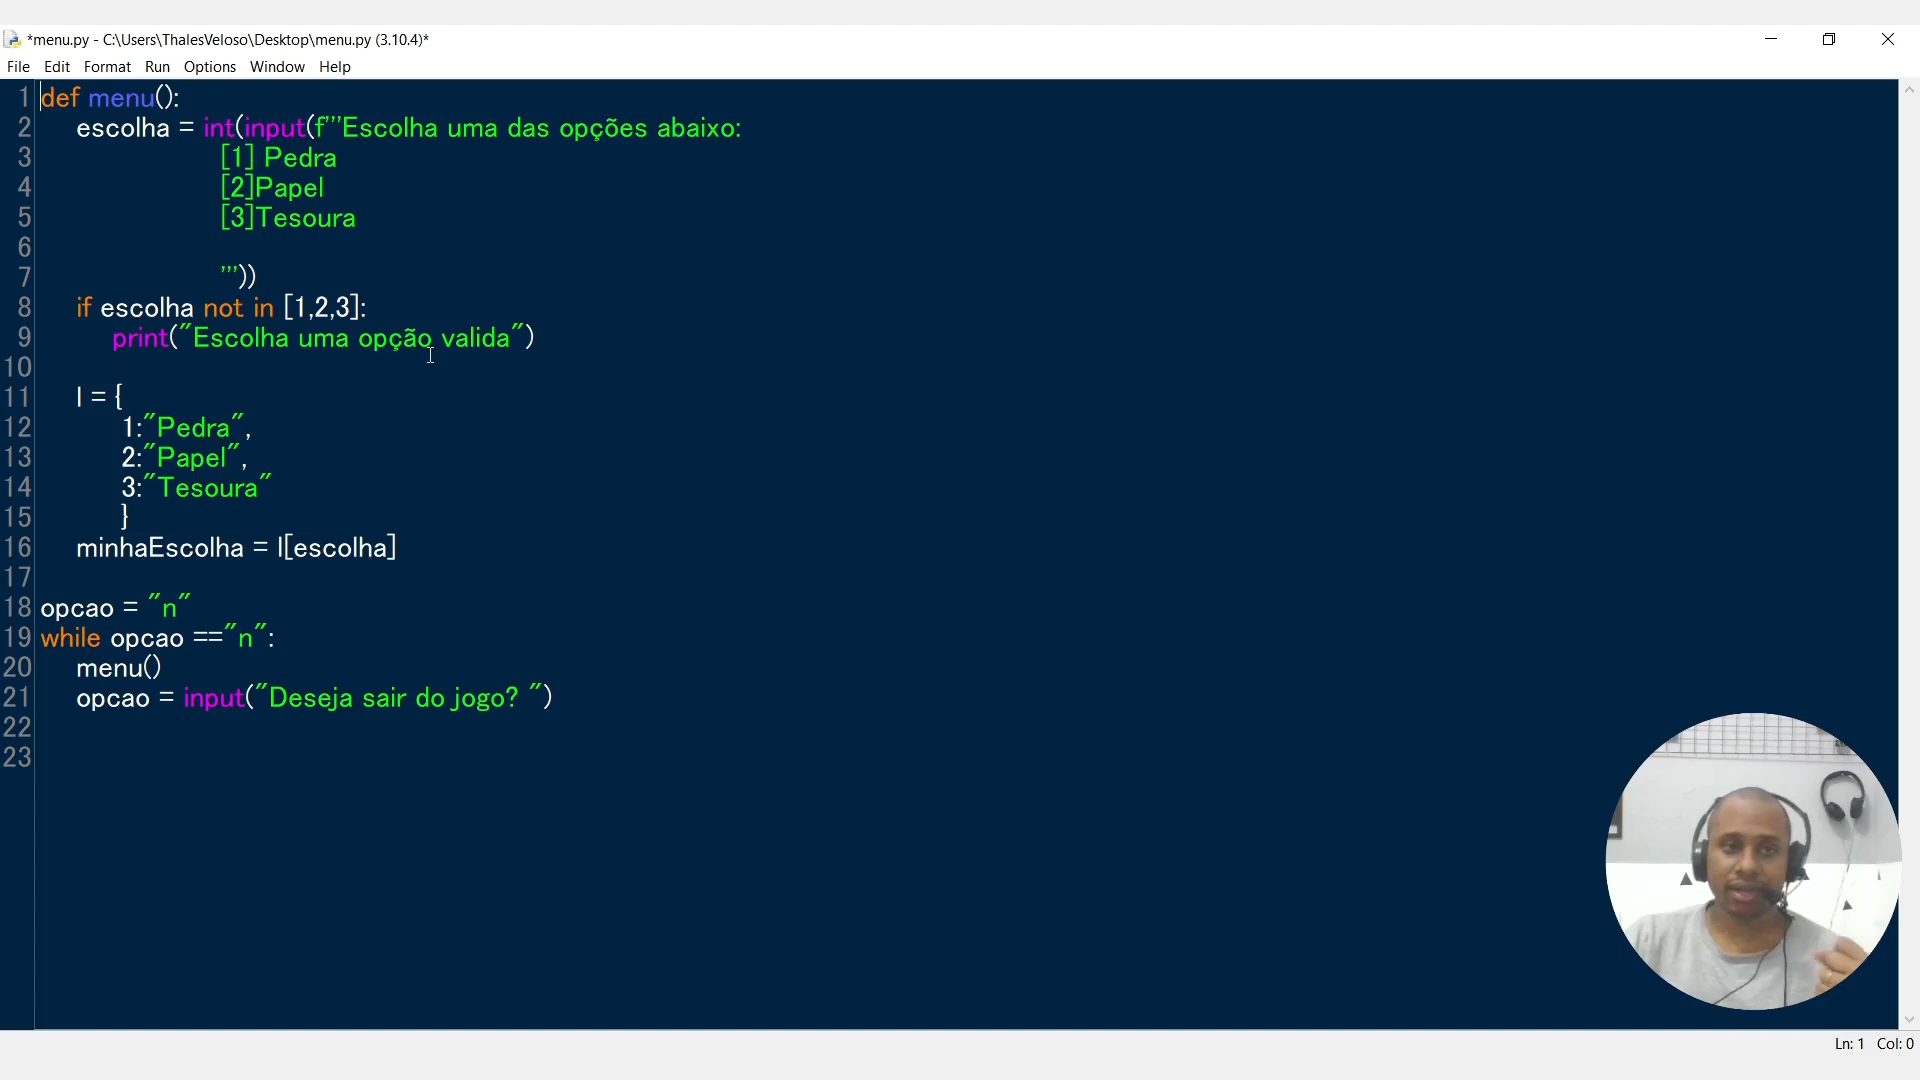 *menu.py - C:\Users\ThalesVeloso\Desktop\menu.py (3.10.4)*
File Edit Format Run Options Window Help
1 def menu():
2 escolha = int(input(f'''Escolha uma das opções abaixo:
3 [1] Pedra
4 [2]Papel
5 [3]Tesoura
6
7 '''))
8 if escolha not in [1,2,3]:
9 print("Escolha uma opção valida")
10
11 l = {
12 1:"Pedra",
13 2:"Papel",
14 3:"Tesoura"
15 }
16 minhaEscolha = l[escolha]
17
18 opcao = "n"
19 while opcao =="n":
20 menu()
21 opcao = input("Deseja sair do jogo? ")
22
23
Ln: 1 Col: 0